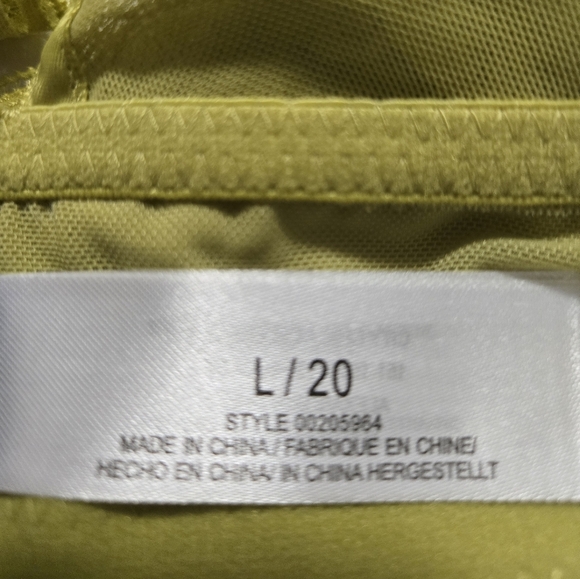 L / 20
STYLE 00205964
MADE IN CHINA / FABRIQUE EN CHINE/
HECHO EN CHINA/ IN CHINA HERGESTELLT